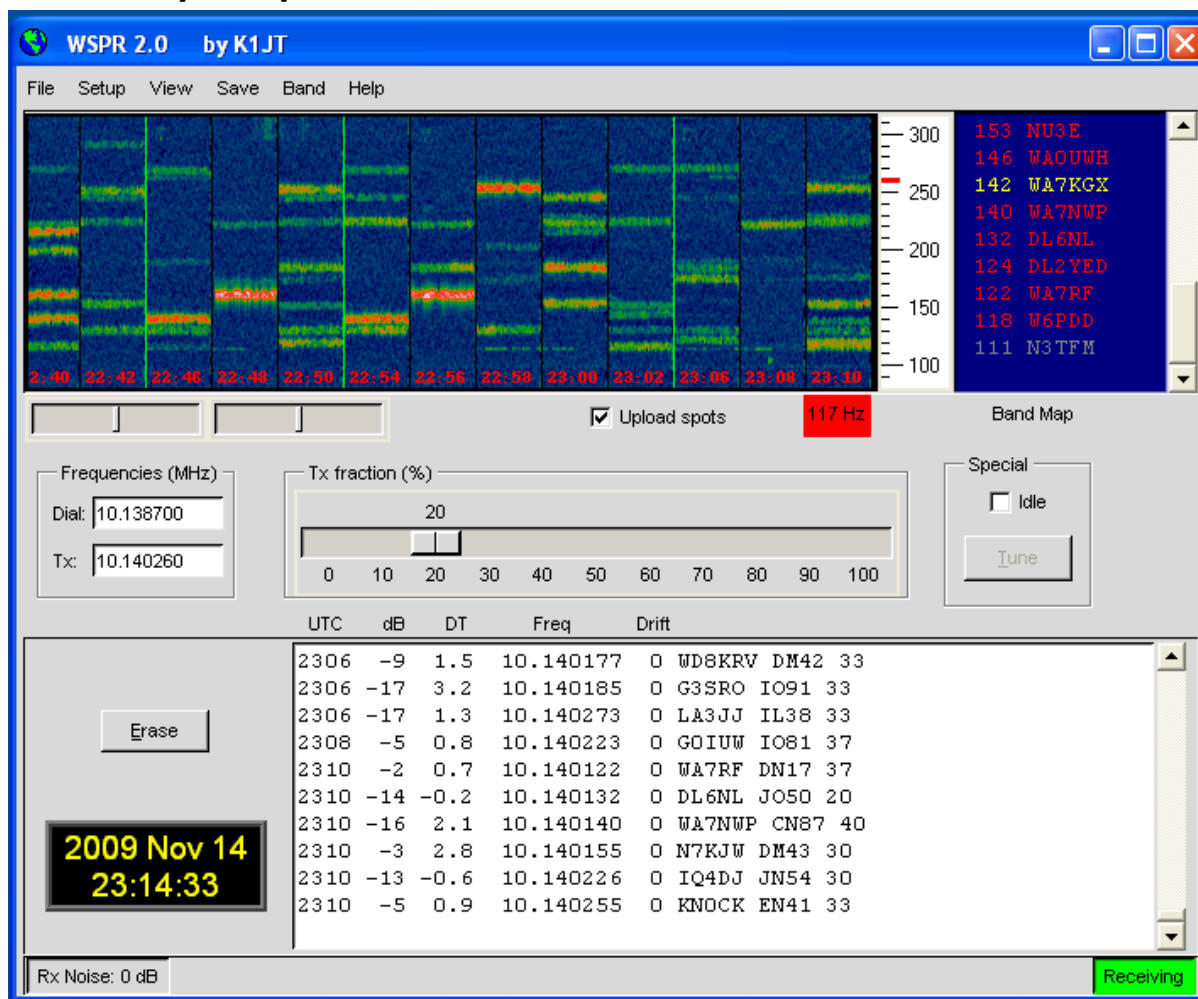 WSPR 2.0 by K1JT
File Setup View Save Band Help
300
250
200
150
100
2:40 22:42 22:46 22:48 22:50 22:54 22:56 22:58 23:00 23:02 23:06 23:08 23:10
153 NU3E
146 WA0UWH
142 WA7KGX
140 WA7NWP
132 DL6NL
124 DL2YED
122 WA7RF
118 W6PDD
111 N3TFM
Upload spots
117 Hz
Band Map
Frequencies (MHz)
Dial: 10.138700
Tx: 10.140260
Tx fraction (%)
20
0 10 20 30 40 50 60 70 80 90 100
Special
Idle
Tune
UTC dB DT Freq Drift
2306 -9 1.5 10.140177 0 WD8KRV DM42 33
2306 -17 3.2 10.140185 0 G3SRO IO91 33
2306 -17 1.3 10.140273 0 LA3JJ IL38 33
2308 -5 0.8 10.140223 0 G0IUW IO81 37
2310 -2 0.7 10.140122 0 WA7RF DN17 37
2310 -14 -0.2 10.140132 0 DL6NL JO50 20
2310 -16 2.1 10.140140 0 WA7NWP CN87 40
2310 -3 2.8 10.140155 0 N7KJW DM43 30
2310 -13 -0.6 10.140226 0 IQ4DJ JN54 30
2310 -5 0.9 10.140255 0 KN0CK EN41 33
Erase
2009 Nov 14
23:14:33
Rx Noise: 0 dB
Receiving